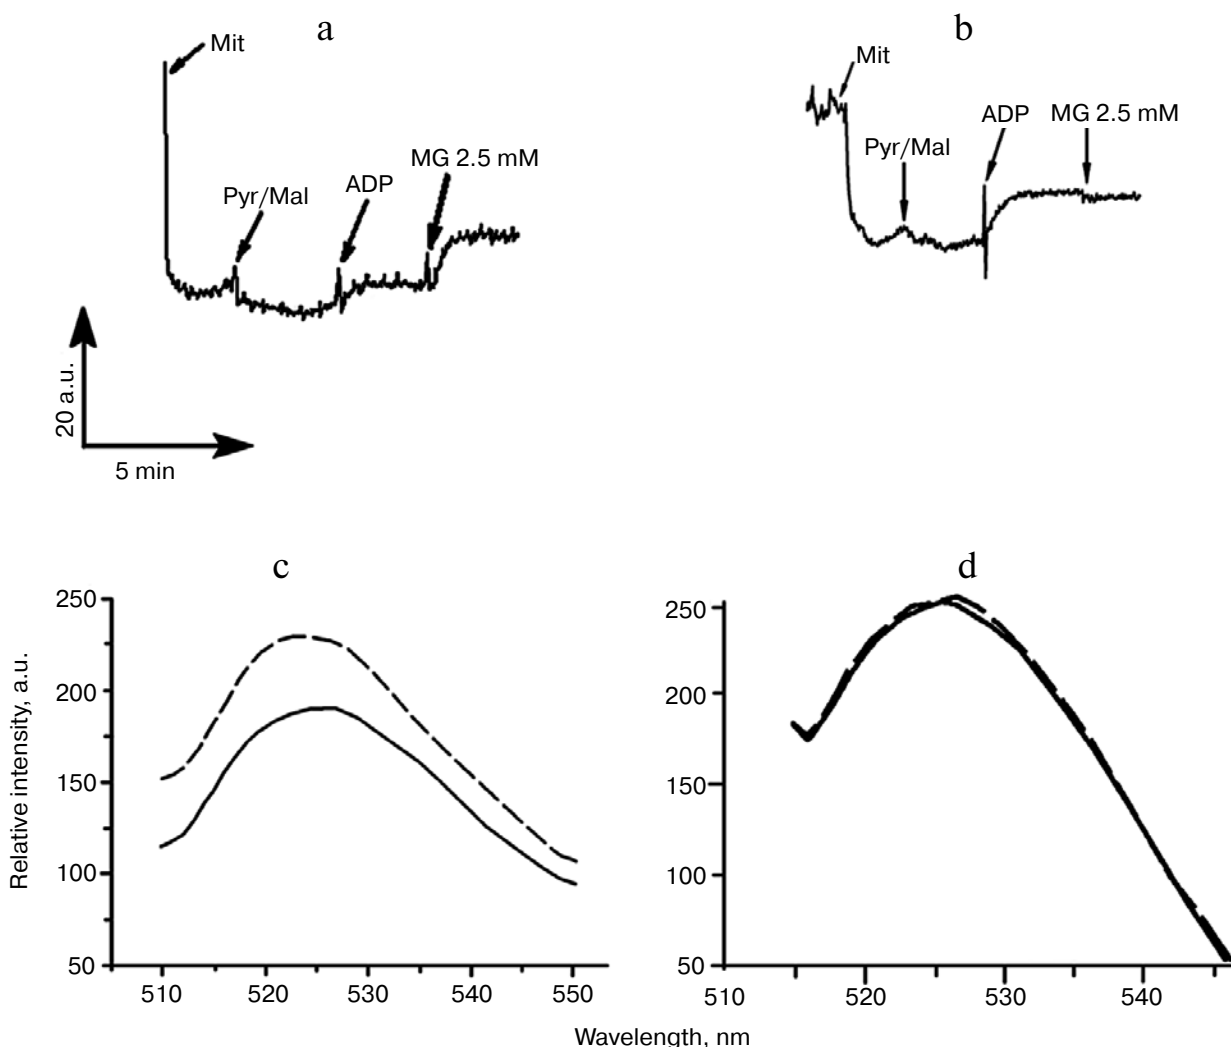 a
Mit
Pyr/Mal
ADP
MG 2.5 mM
20 a.u.
5 min
b
Mit
Pyr/Mal
ADP
MG 2.5 mM
c
250
200
150
100
50
510
520
530
540
550
Relative intensity, a.u.
d
250
200
150
100
50
510
520
530
540
Wavelength, nm